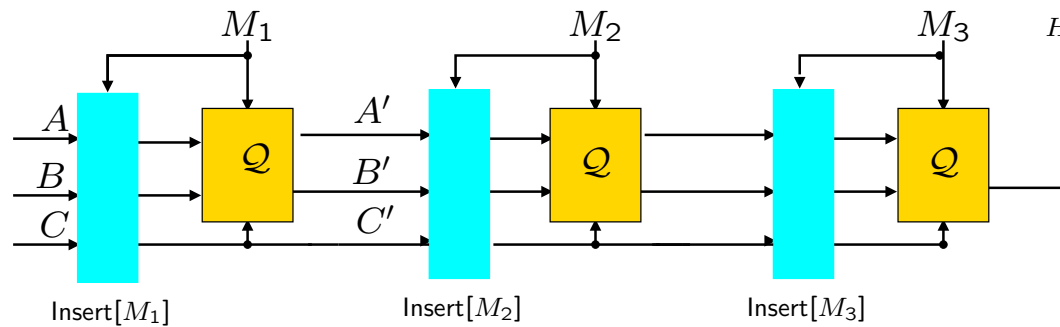 M₁ M₂ M₃ H
A A′
Q Q Q
B B′
C C′
Insert[M₁] Insert[M₂] Insert[M₃]